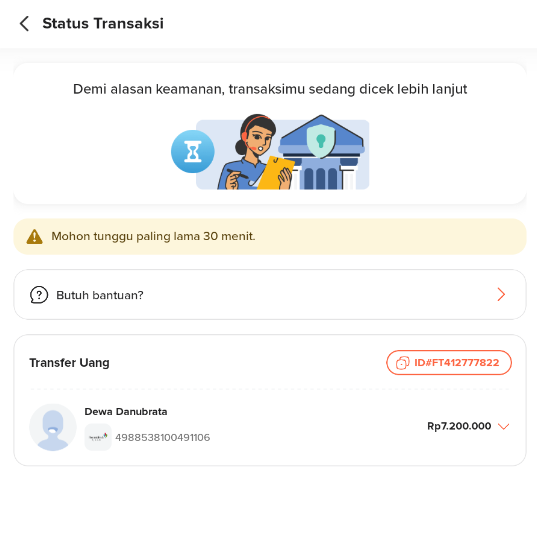 Status Transaksi
Demi alasan keamanan, transaksimu sedang dicek lebih lanjut
Mohon tunggu paling lama 30 menit.
Butuh bantuan?
Transfer Uang
ID#FT412777822
Dewa Danubrata
4988538100491106
Rp7.200.000